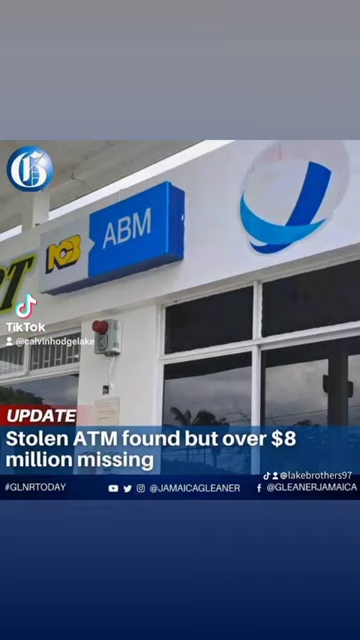 G
NCB
ABM
TikTok
@calvinhodgelake
UPDATE
Stolen ATM found but over $8
million missing
@lakebrothers97
#GLNRTODAY
@JAMAICAGLEANER
@GLEANERJAMAICA